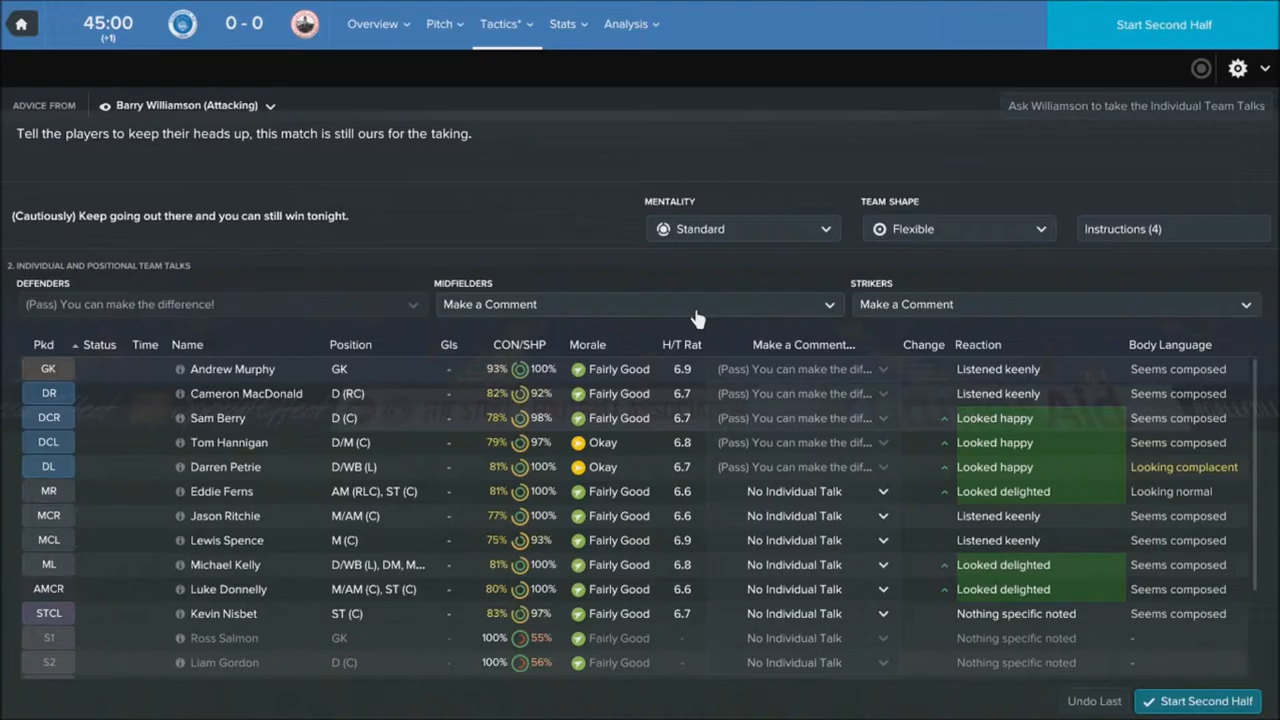 45:00 0 - 0 Overview Pitch Tactics* Stats Analysis Start Second Half
(+1)
ADVICE FROM Barry Williamson (Attacking) Ask Williamson to take the Individual Team Talks
Tell the players to keep their heads up, this match is still ours for the taking.
MENTALITY TEAM SHAPE
(Cautiously) Keep going out there and you can still win tonight. Standard Flexible Instructions (4)
2. INDIVIDUAL AND POSITIONAL TEAM TALKS
DEFENDERS MIDFIELDERS STRIKERS
(Pass) You can make the difference! Make a Comment Make a Comment
Pkd Status Time Name Position Gls CON/SHP Morale H/T Rat Make a Comment... Change Reaction Body Language
GK Andrew Murphy GK - 93% 100% Fairly Good 6.9 (Pass) You can make the dif... Listened keenly Seems composed
DR Cameron MacDonald D (RC) - 82% 92% Fairly Good 6.7 (Pass) You can make the dif... Listened keenly Seems composed
DCR Sam Berry D (C) - 78% 98% Fairly Good 6.7 (Pass) You can make the dif... Looked happy Seems composed
DCL Tom Hannigan D/M (C) - 79% 97% Okay 6.8 (Pass) You can make the dif... Looked happy Seems composed
DL Darren Petrie D/WB (L) - 81% 100% Okay 6.7 (Pass) You can make the dif... Looked happy Looking complacent
MR Eddie Ferns AM (RLC), ST (C) - 81% 100% Fairly Good 6.6 No Individual Talk Looked delighted Looking normal
MCR Jason Ritchie M/AM (C) - 77% 100% Fairly Good 6.6 No Individual Talk Listened keenly Seems composed
MCL Lewis Spence M (C) - 75% 93% Fairly Good 6.9 No Individual Talk Listened keenly Seems composed
ML Michael Kelly D/WB (L), DM, M... - 81% 100% Fairly Good 6.8 No Individual Talk Looked delighted Seems composed
AMCR Luke Donnelly M/AM (C), ST (C) - 80% 100% Fairly Good 6.6 No Individual Talk Looked delighted Seems composed
STCL Kevin Nisbet ST (C) - 83% 97% Fairly Good 6.7 No Individual Talk Nothing specific noted Seems composed
S1 Ross Salmon GK 100% 55% Fairly Good - No Individual Talk Nothing specific noted -
S2 Liam Gordon D (C) 100% 56% Fairly Good - No Individual Talk Nothing specific noted -
Undo Last Start Second Half